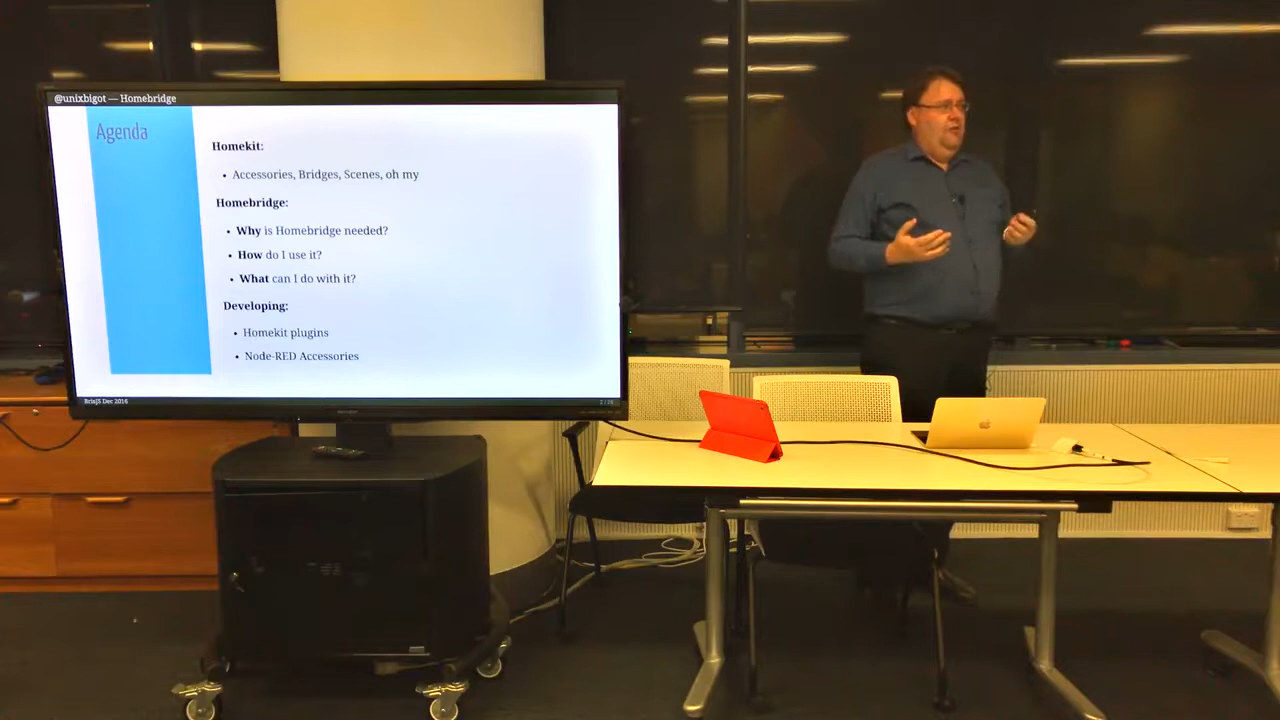 @unixbigot — Homebridge
Agenda
Homekit:
• Accessories, Bridges, Scenes, oh my
Homebridge:
• Why is Homebridge needed?
• How do I use it?
• What can I do with it?
Developing:
• Homekit plugins
• Node-RED Accessories
BrisJS Dec 2016